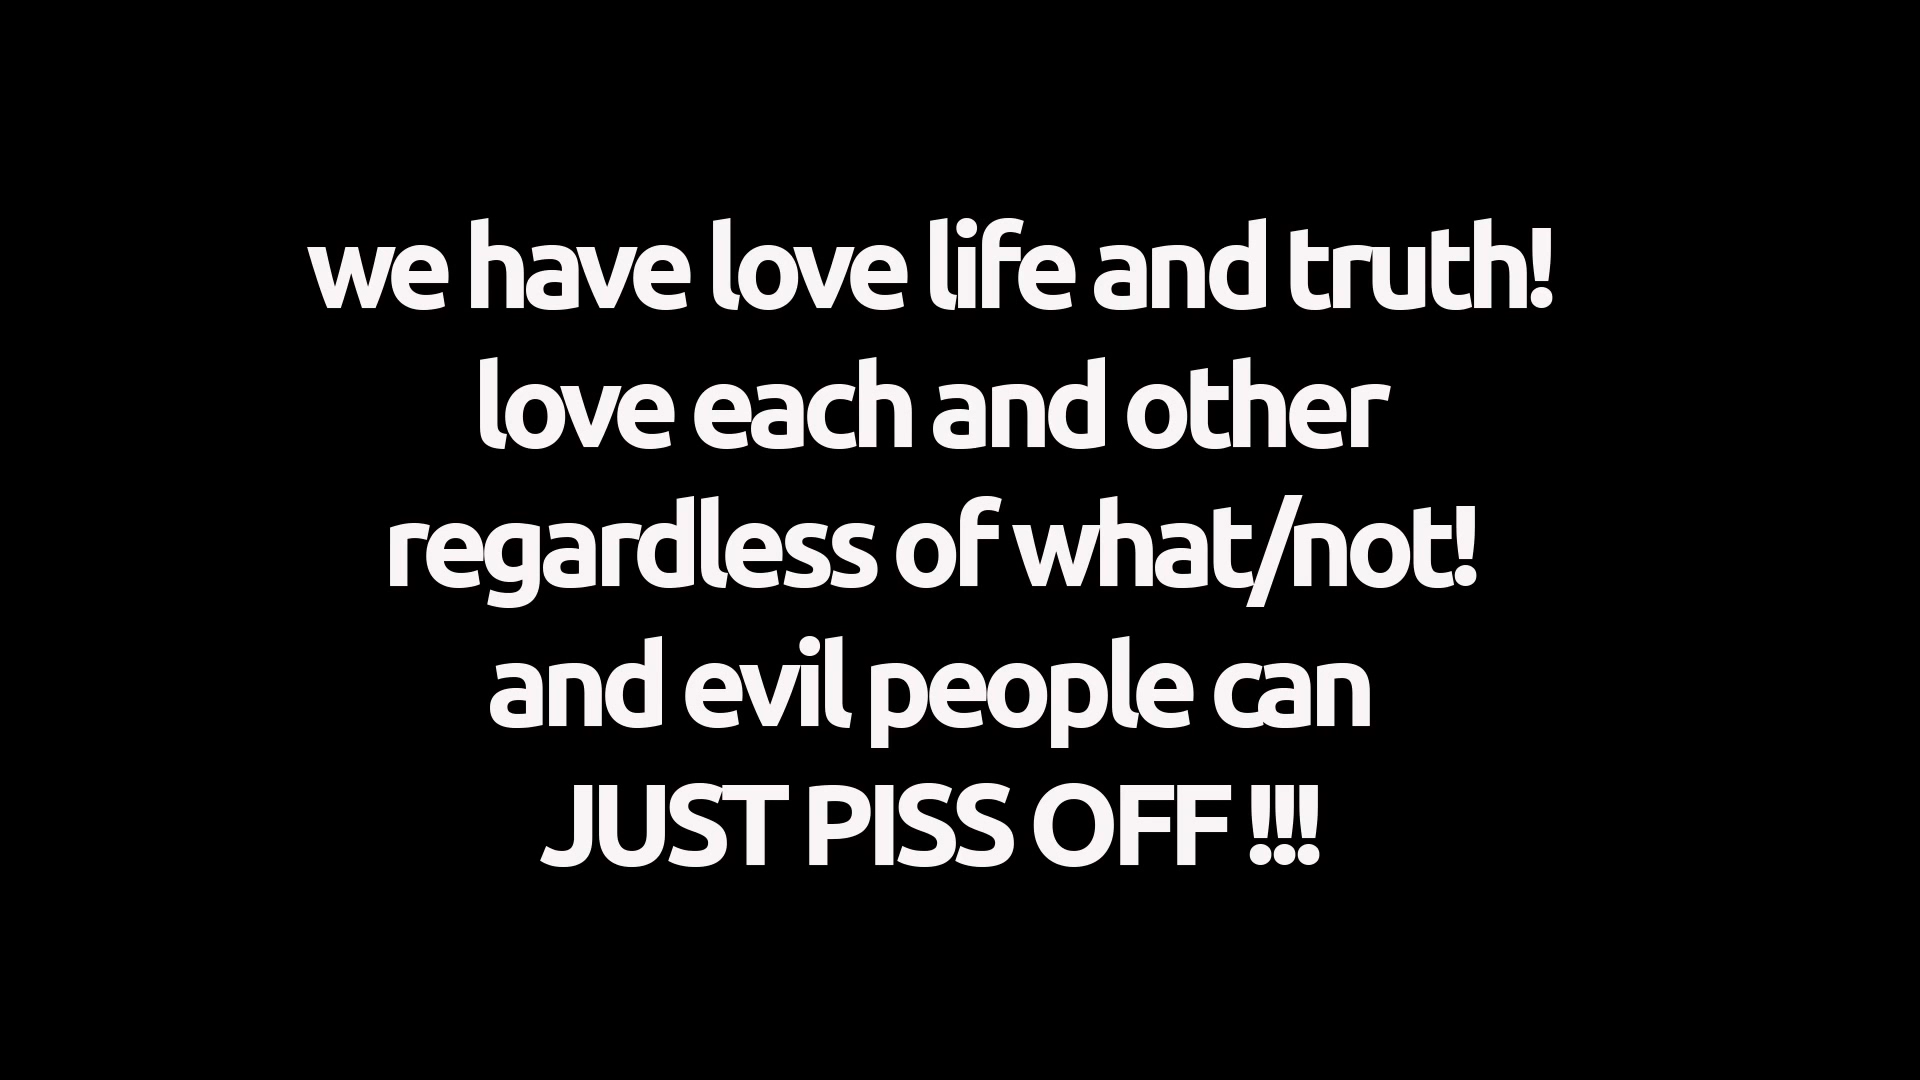 we have love life and truth!
love each and other
regardless of what/not!
and evil people can
JUST PISS OFF !!!